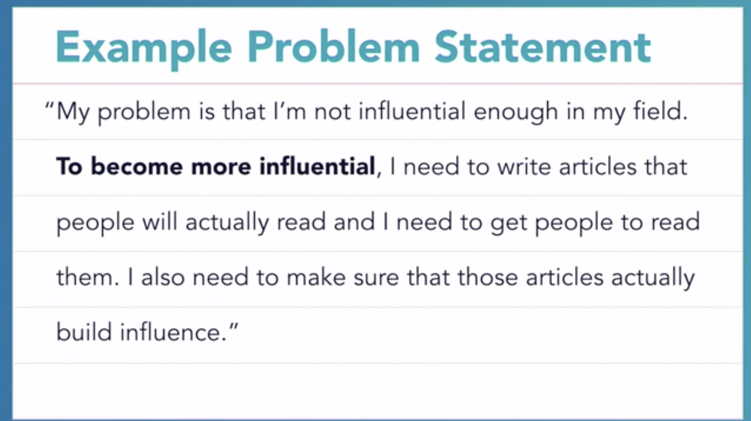 Example Problem Statement
“My problem is that I’m not influential enough in my field.
To become more influential, I need to write articles that
people will actually read and I need to get people to read
them. I also need to make sure that those articles actually
build influence.”